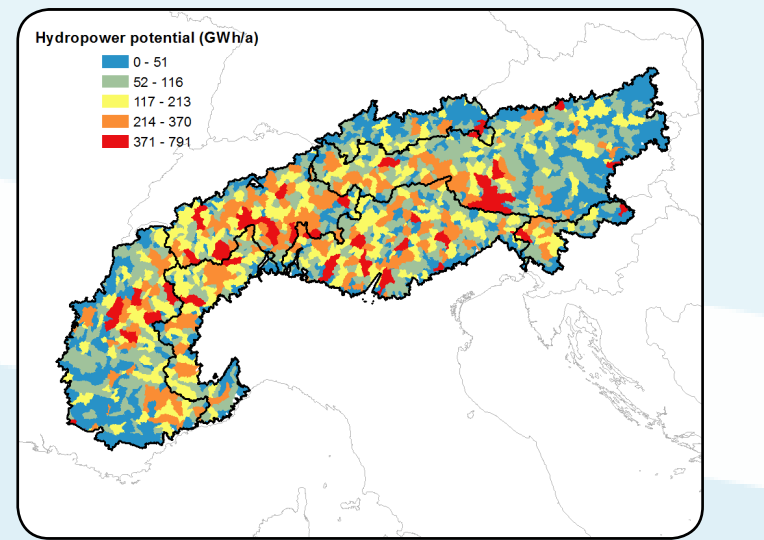 Hydropower potential (GWh/a)
0 - 51
52 - 116
117 - 213
214 - 370
371 - 791